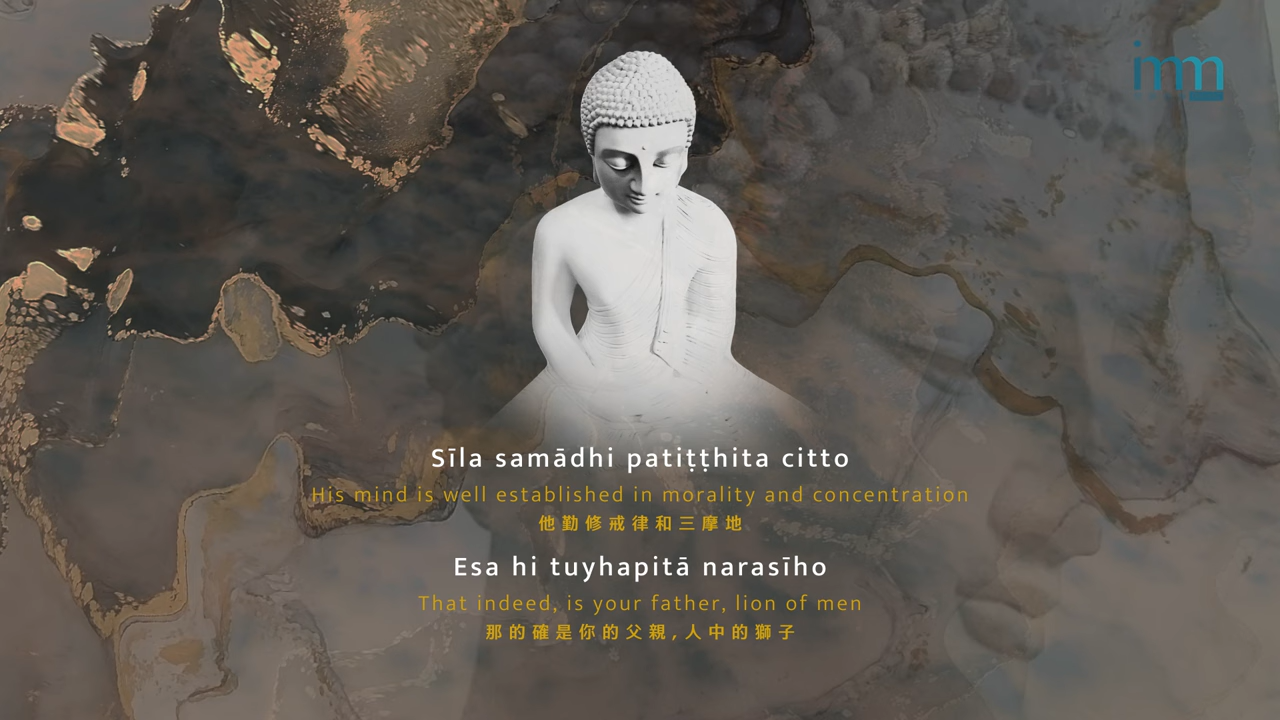 imm
Sīla samādhi patiṭṭhita citto
His mind is well established in morality and concentration
他勤修戒律和三摩地
Esa hi tuyhapitā narasīho
That indeed, is your father, lion of men
那的確是你的父親,人中的獅子